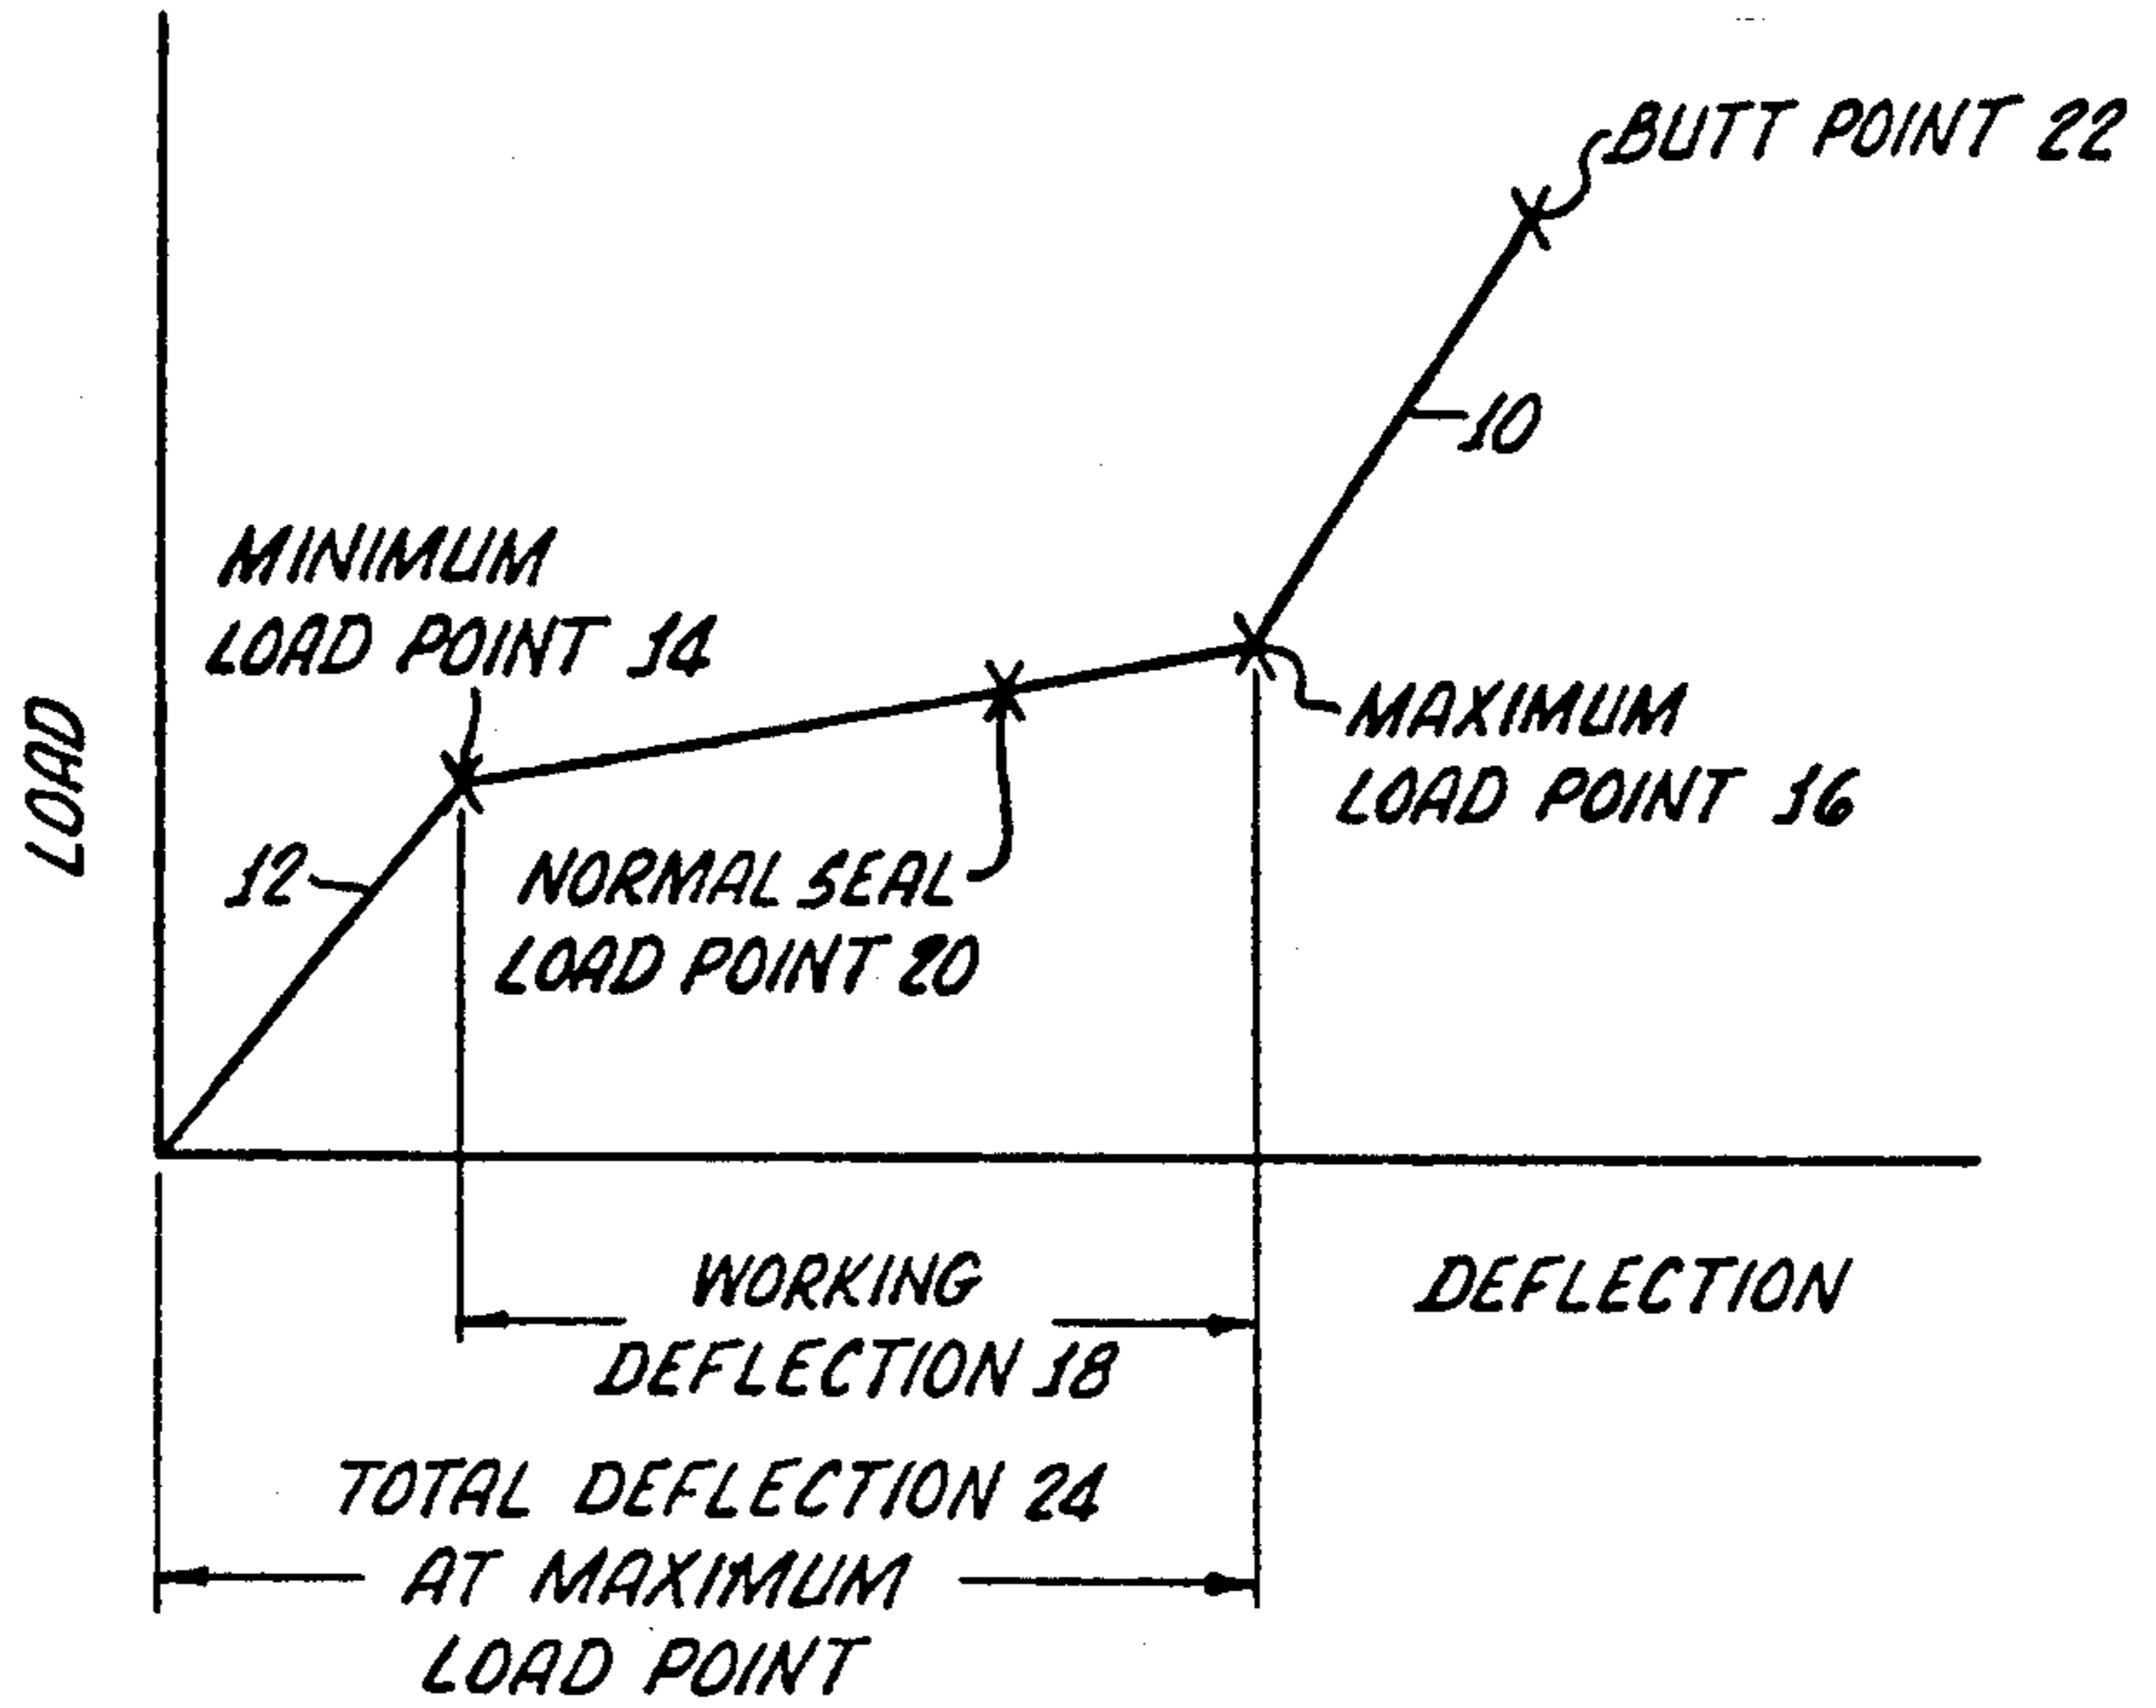 BUTT POINT 22
10
MINIMUM
LOAD POINT 14
MAXIMUM
LOAD POINT 16
LOAD
12
NORMAL SEAL
LOAD POINT 20
WORKING
DEFLECTION 18
DEFLECTION
TOTAL DEFLECTION 24
AT MAXIMUM
LOAD POINT